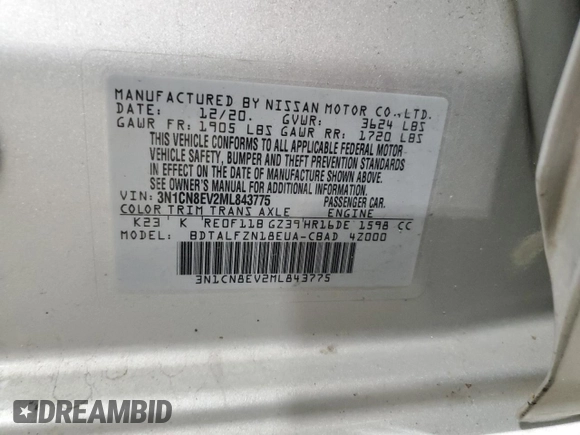 MANUFACTURED BY NISSAN MOTOR CO.,LTD.
DATE: 12/20. GVWR: 3624 LBS
GAWR FR: 1905 LBS GAWR RR: 1720 LBS
THIS VEHICLE CONFORMS TO ALL APPLICABLE FEDERAL MOTOR
VEHICLE SAFETY, BUMPER AND THEFT PREVENTION STANDARDS
IN EFFECT ON THE DATE OF MANUFACTURE SHOWN ABOVE.
SEE OWNER'S MANUAL FOR ADDITIONAL INFORMATION.
VIN: 3N1CN8EV2ML843775 PASSENGER CAR.
COLOR TRIM TRANS AXLE ENGINE
K23 K RE0F11B GZ39 HR16DE 1598 CC
MODEL: BDTALFZN18EUA-CBAD 42000
3N1CN8EV2ML843775
DREAMBID